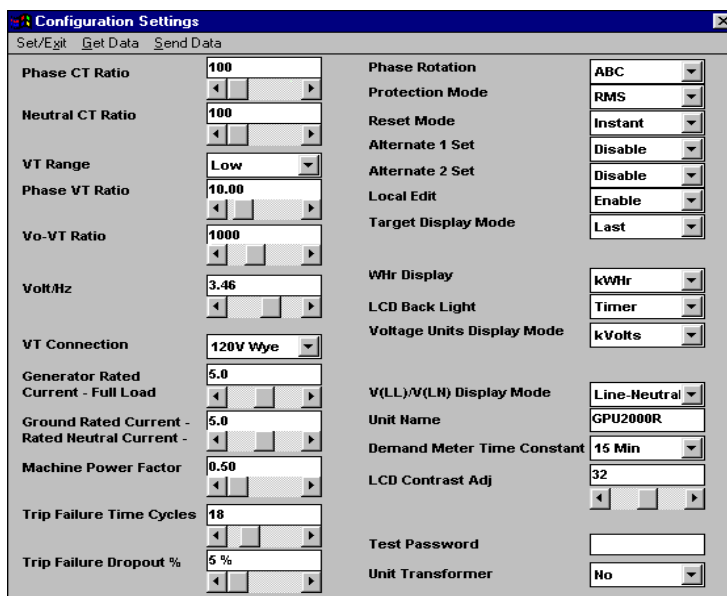 Configuration Settings
Set/Exit Get Data Send Data
Phase CT Ratio
100
Neutral CT Ratio
100
VT Range
Low
Phase VT Ratio
10.00
Vo-VT Ratio
1000
Volt/Hz
3.46
VT Connection
120V Wye
Generator Rated
Current - Full Load
5.0
Ground Rated Current -
Rated Neutral Current -
5.0
Machine Power Factor
0.50
Trip Failure Time Cycles
18
Trip Failure Dropout %
5 %
Phase Rotation
ABC
Protection Mode
RMS
Reset Mode
Instant
Alternate 1 Set
Disable
Alternate 2 Set
Disable
Local Edit
Enable
Target Display Mode
Last
WHr Display
kWHr
LCD Back Light
Timer
Voltage Units Display Mode
kVolts
V(LL)/V(LN) Display Mode
Line-Neutral
Unit Name
GPU2000R
Demand Meter Time Constant
15 Min
LCD Contrast Adj
32
Test Password
Unit Transformer
No